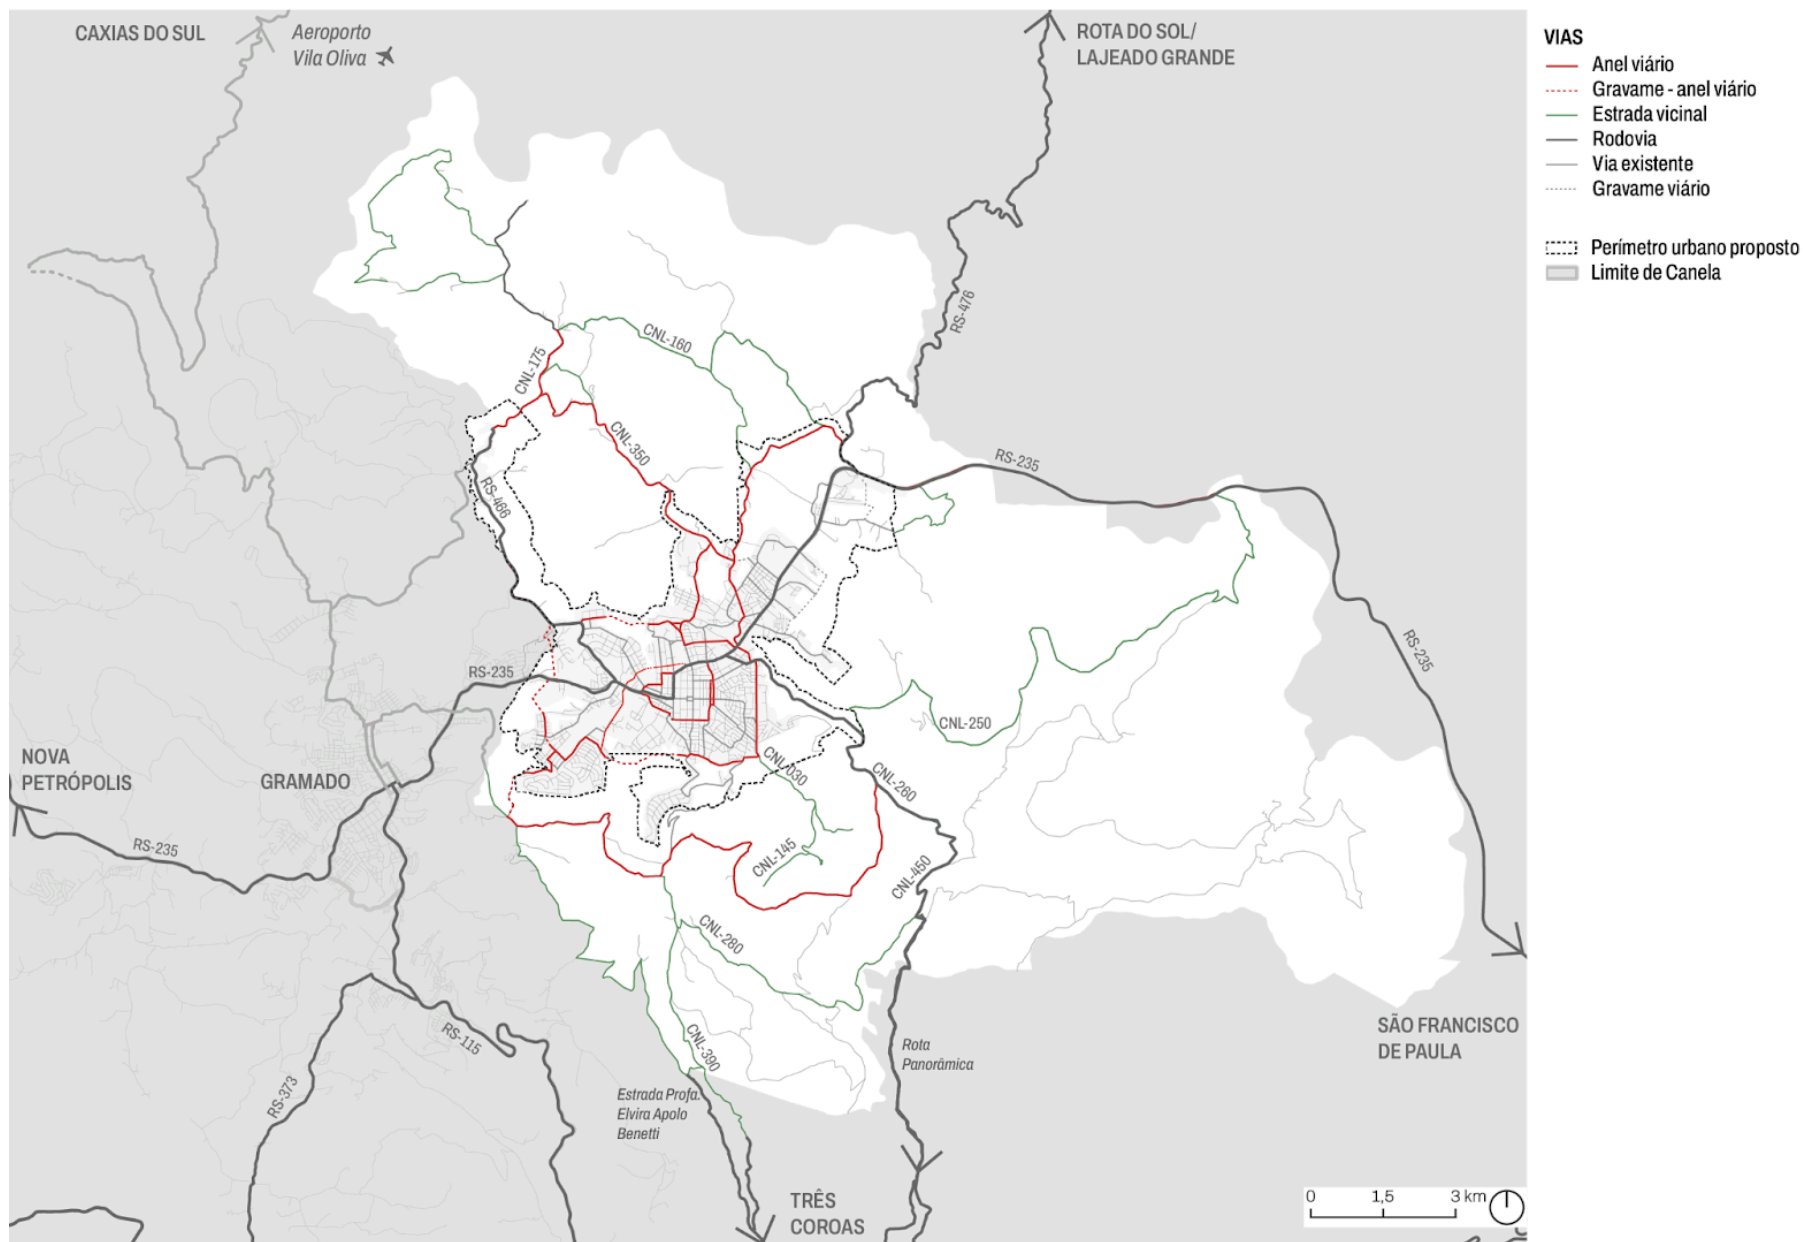 CAXIAS DO SUL
Aeroporto
Vila Oliva
ROTA DO SOL/
LAJEADO GRANDE
VIAS
Anel viário
Gravame - anel viário
Estrada vicinal
Rodovia
Via existente
Gravame viário
Perímetro urbano proposto
Limite de Canela
RS-476
CNL-160
CNL-175
CNL-350
RS-235
RS-466
RS-235
RS-235
CNL-250
NOVA
PETRÓPOLIS
GRAMADO
CNL-030
CNL-260
RS-235
CNL-145
CNL-450
CNL-280
SÃO FRANCISCO
DE PAULA
RS-115
CNL-390
Rota
Panorâmica
RS-373
Estrada Profa.
Elvira Apolo
Benetti
TRÊS
COROAS
0 1,5 3 km